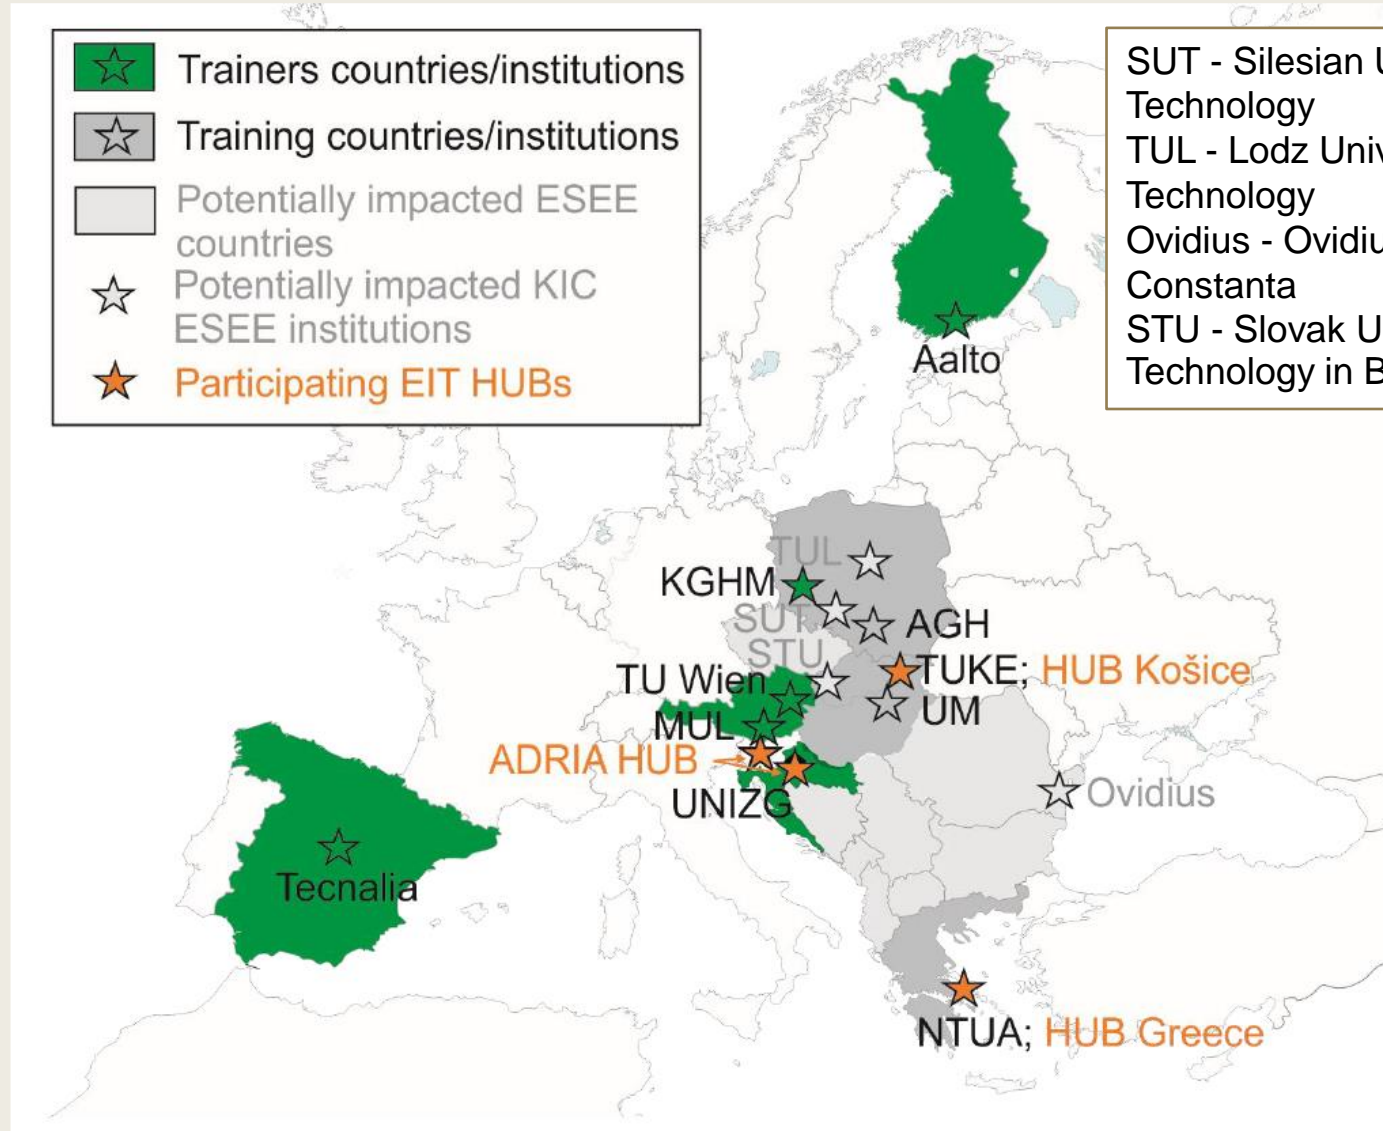 Trainers countries/institutions
Training countries/institutions
Potentially impacted ESEE
countries
Potentially impacted KIC
ESEE institutions
Participating EIT HUBs
SUT - Silesian U
Technology
TUL - Lodz Univ
Technology
Ovidius - Ovidiu
Constanta
STU - Slovak U
Technology in B
Aalto
TUL
KGHM
SUT
AGH
STU
TUKE; HUB Košice
TU Wien
UM
MUL
ADRIA HUB
UNIZG
Ovidius
Tecnalia
NTUA; HUB Greece